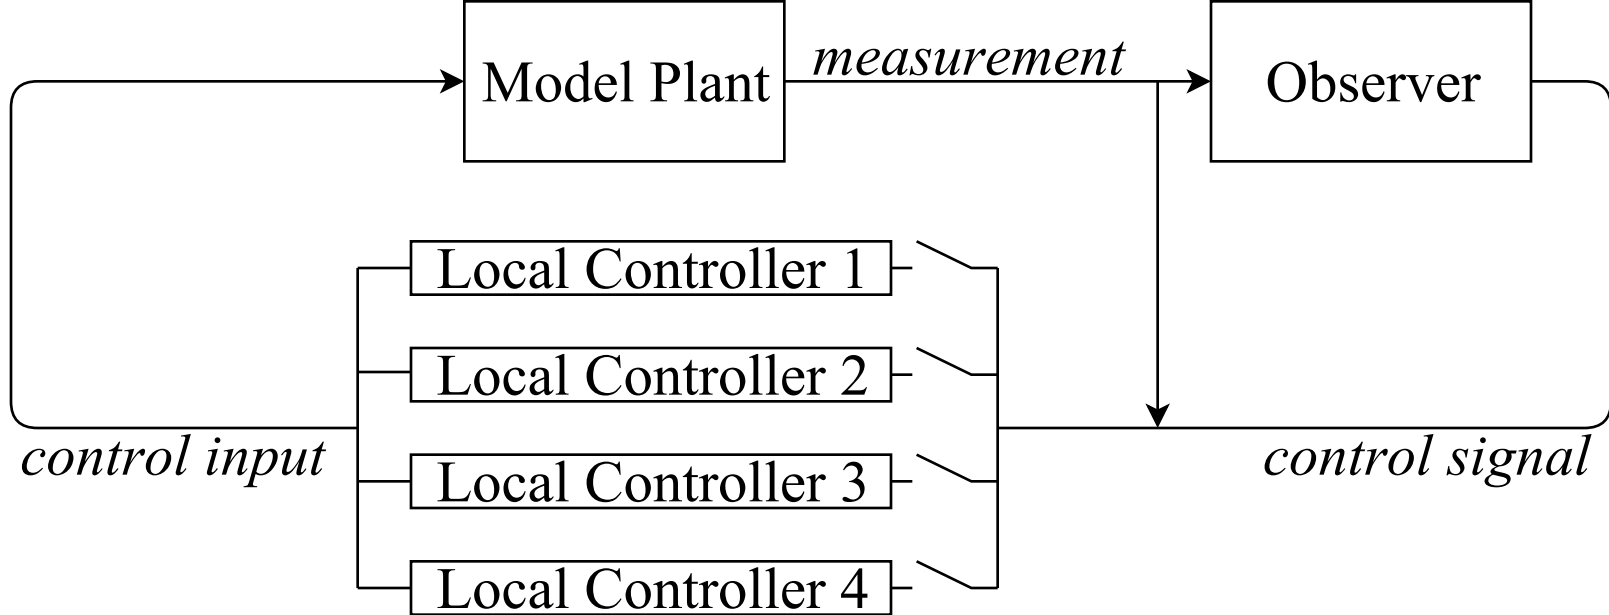 measurement
Model Plant
Observer
Local Controller 1
Local Controller 2
control input
control signal
Local Controller 3
Local Controller 4